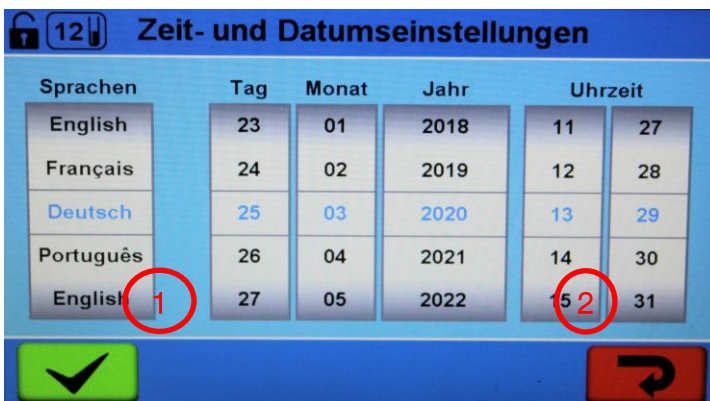 12 Zeit- und Datumseinstellungen
Sprachen Tag Monat Jahr Uhrzeit
English 23 01 2018 11 27
Français 24 02 2019 12 28
Deutsch 25 03 2020 13 29
Português 26 04 2021 14 30
English 27 05 2022 15 31
1 2